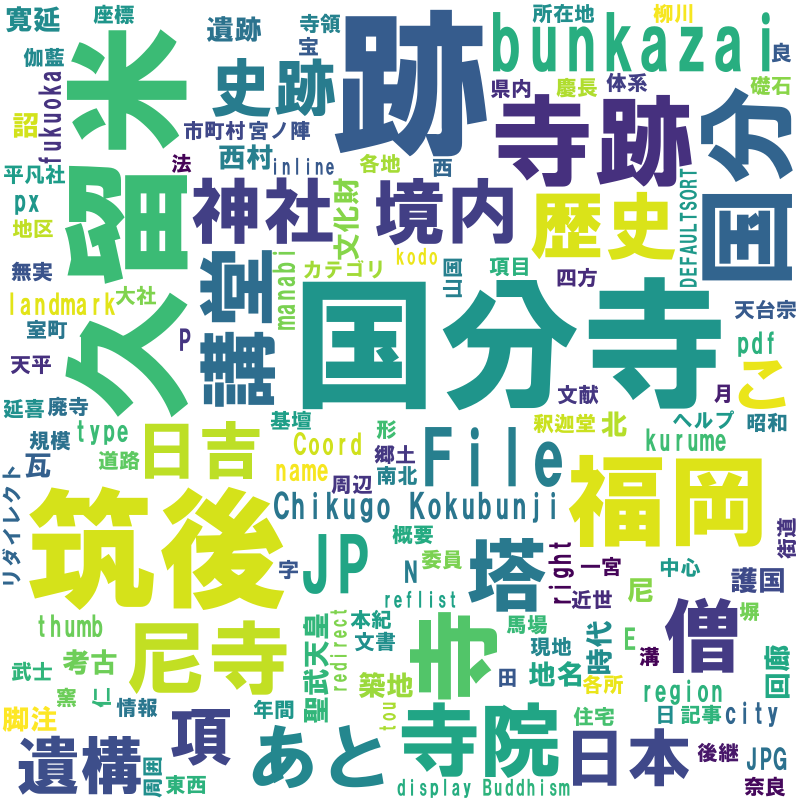 寛延
座標
遺跡
寺領
宝
跡
bunkazai
所在地
柳川
良
伽藍
fukuoka
米
史跡
県内
慶長
体系
礎石
詔
市町村
宮ノ陣
寺跡
国分
平凡社
法
西村
inline
各地
西
px
久留米
神社
文化財
境内
歴史
DEFAULTSORT
地区
無実
manabi
カテゴリ
kodo
山国
項目
四方
landmark
大社
講堂
国分寺
天台宗
室町
P
pdf
天平
文献
月
こ
延喜
廃寺
基壇
形
釈迦堂
北
ヘルプ
昭和
規模
瓦
type
道路
日吉
Coord
name
郷土
南北
周辺
File
kurume
福岡
リダイレクト
筑後
Chikugo Kokubunji
街道
概要
委員
塔
right
一宮
中心
護国
字
JP
N
reflist
近世
尼
塀
thumb
尼寺
聖武天皇
redirect
本紀
文書
寺
馬場
現地
時代
E
溝
僧
回廊
武士
考古
窯
仁
築地
tou
田
地名
各所
region
脚注
情報
年間
住宅
日
記事
city
遺構
項
あと
寺院
日本
後継
JPG
周囲
東西
display
Buddhism
奈良